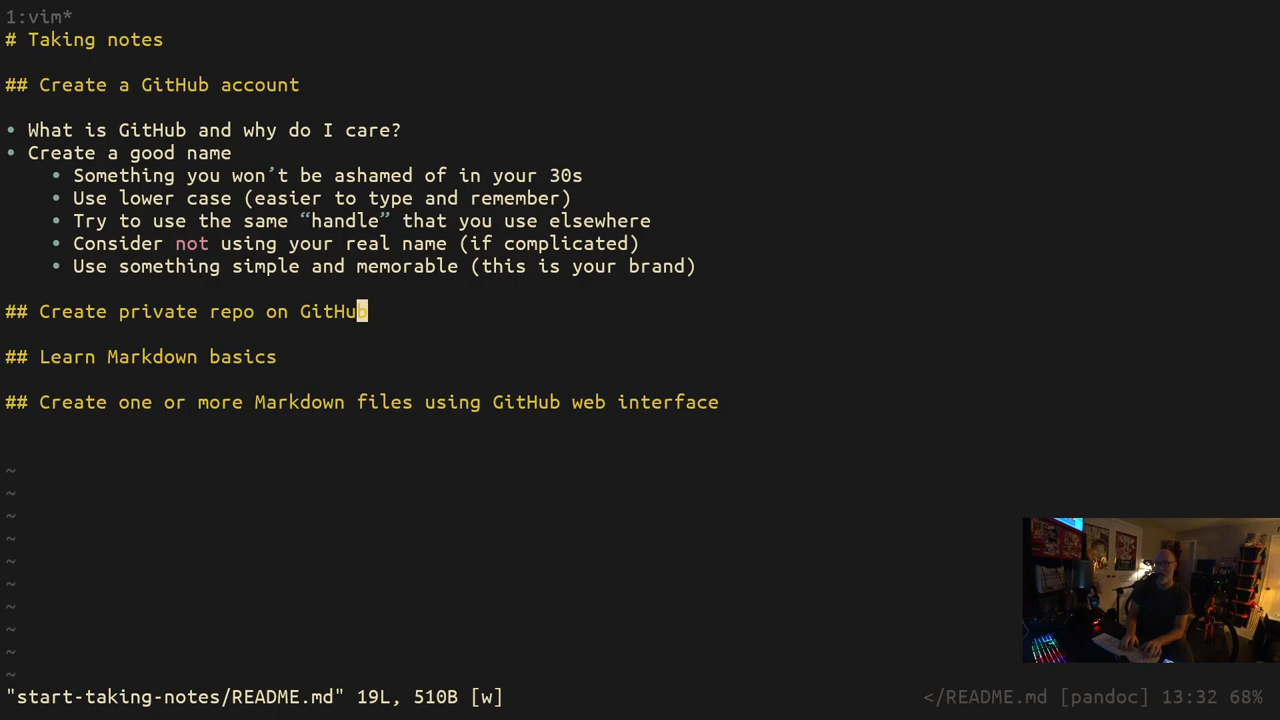 1:vim*
# Taking notes
## Create a GitHub account
• What is GitHub and why do I care?
• Create a good name
• Something you won’t be ashamed of in your 30s
• Use lower case (easier to type and remember)
• Try to use the same “handle” that you use elsewhere
• Consider not using your real name (if complicated)
• Use something simple and memorable (this is your brand)
## Create private repo on GitHub
## Learn Markdown basics
## Create one or more Markdown files using GitHub web interface
~
~
~
~
~
~
~
~
~
~
"start-taking-notes/README.md" 19L, 510B [w] </README.md [pandoc] 13:32 68%